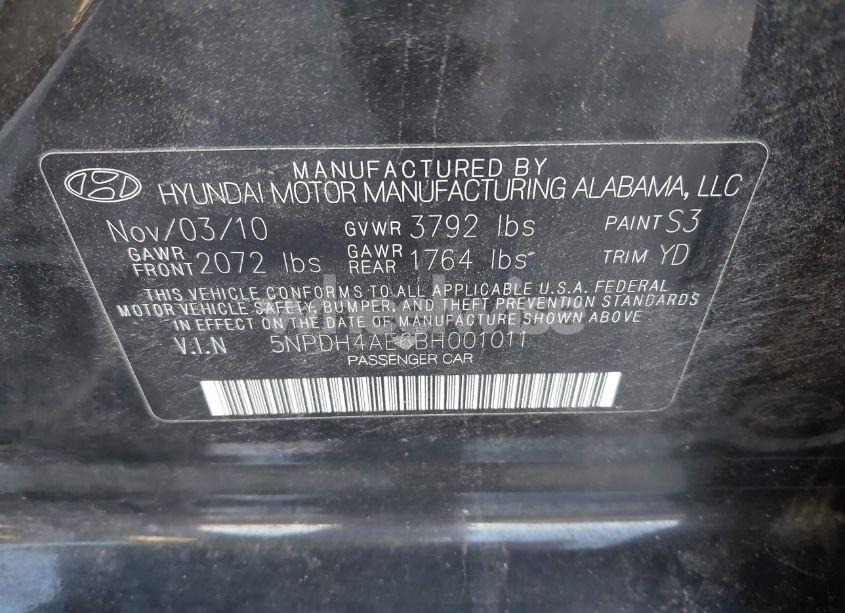 MANUFACTURED BY
HYUNDAI MOTOR MANUFACTURING ALABAMA, LLC
Nov/03/10 GVWR 3792 lbs PAINT S3
GAWR FRONT 2072 lbs GAWR REAR 1764 lbs TRIM YD
THIS VEHICLE CONFORMS TO ALL APPLICABLE U.S.A. FEDERAL
MOTOR VEHICLE SAFETY, BUMPER, AND THEFT PREVENTION STANDARDS
IN EFFECT ON THE DATE OF MANUFACTURE SHOWN ABOVE
V.I.N 5NPDH4AE6BH001011
PASSENGER CAR